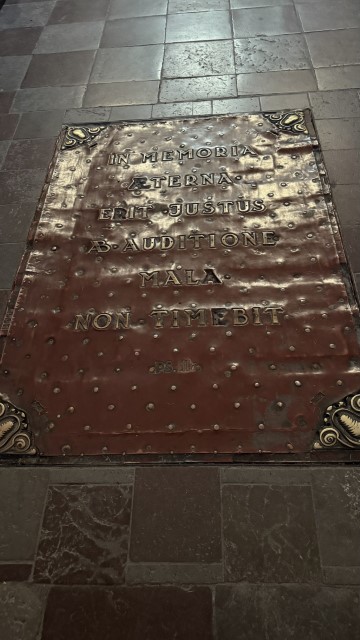 IN MEMORIA
ÆTERNA
ERIT JUSTUS
AB·AUDITIONE
MALA·
NON·TIMEBIT